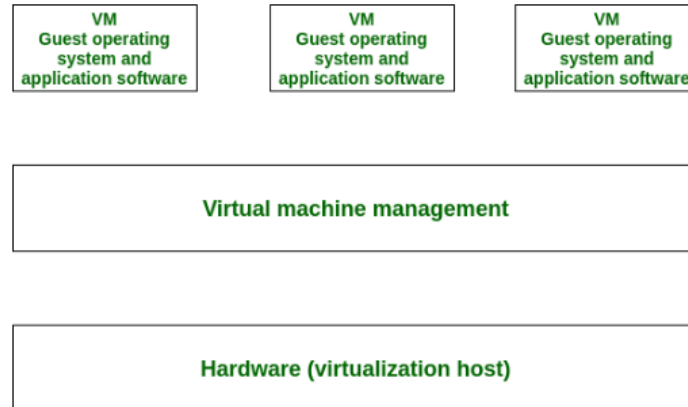 VM
Guest operating
system and
application software
VM
Guest operating
system and
application software
VM
Guest operating
system and
application software
Virtual machine management
Hardware (virtualization host)